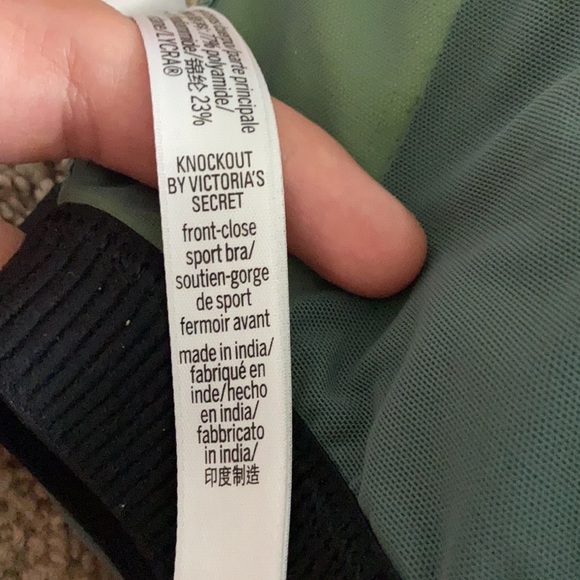 partie principale
7% polyamide/
锦纶 23%
LYCRA®
KNOCKOUT
BY VICTORIA'S
SECRET
front-close
sport bra/
soutien-gorge
de sport
fermoir avant
made in india/
fabriqué en
inde/hecho
en india/
fabbricato
in india/
印度制造